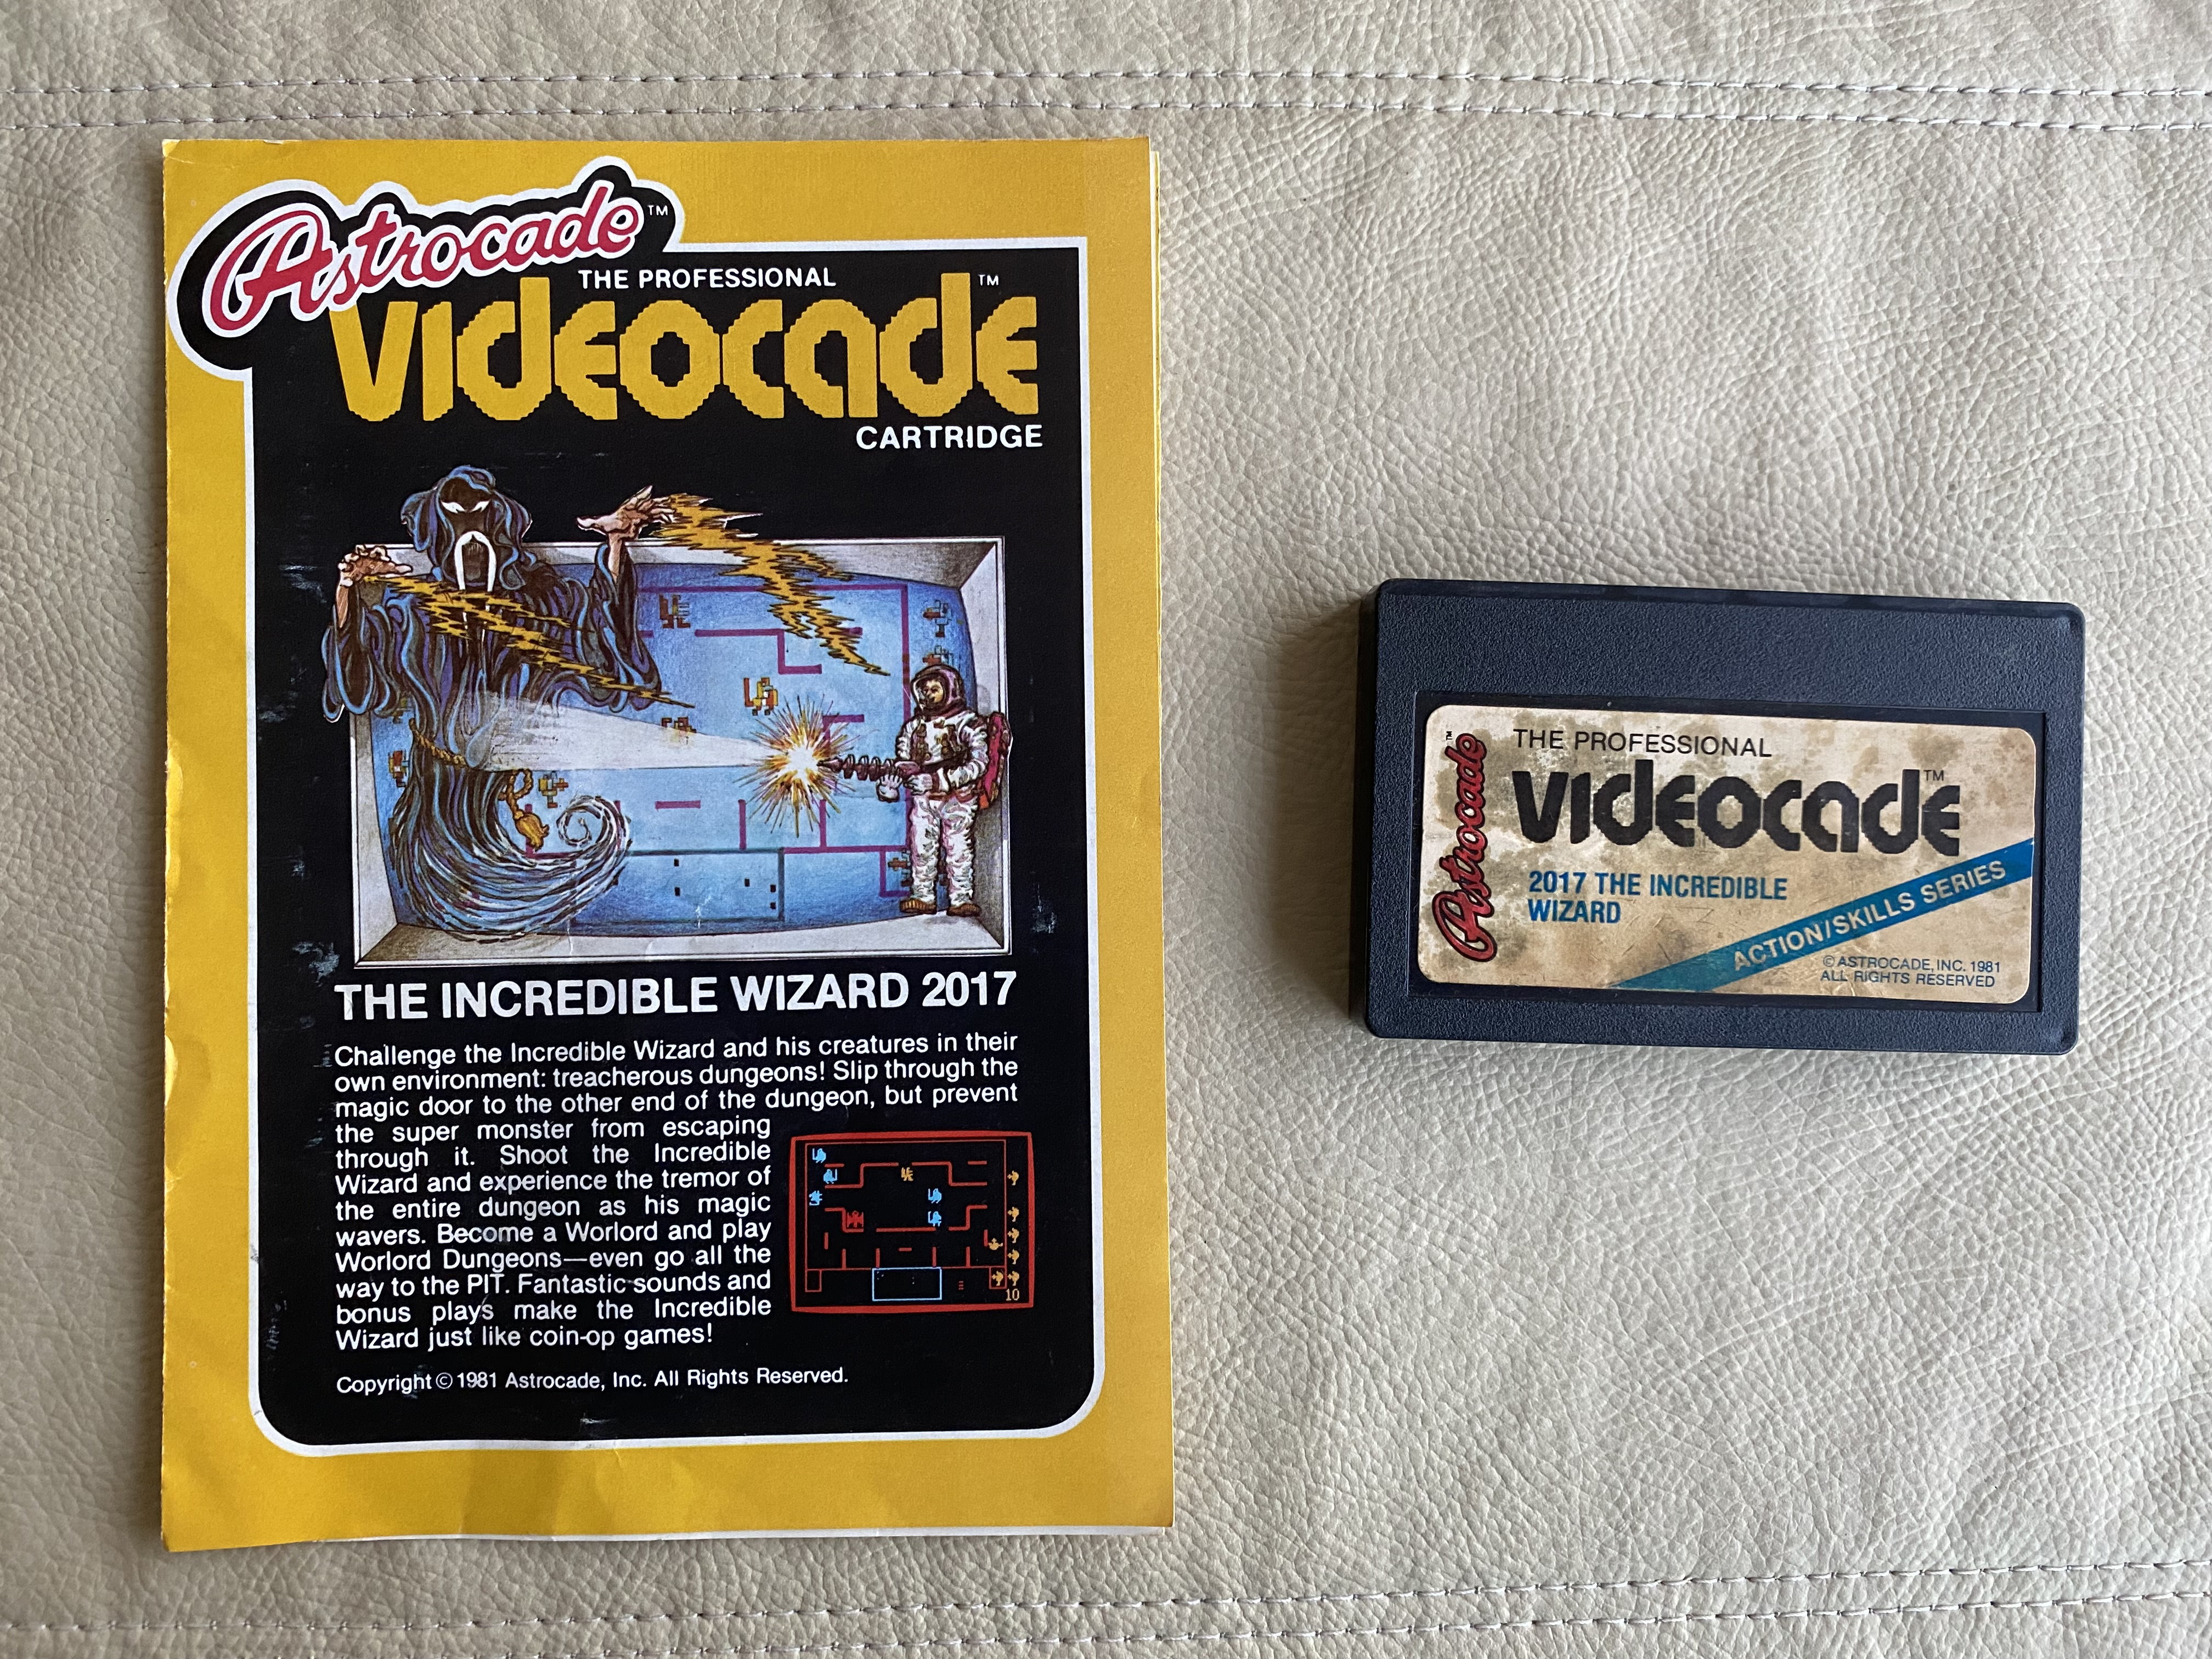 Astrocade™
THE PROFESSIONAL
VIDEOCADE™
CARTRIDGE
THE INCREDIBLE WIZARD 2017
Challenge the Incredible Wizard and his creatures in their
own environment: treacherous dungeons! Slip through the
magic door to the other end of the dungeon, but prevent
the super monster from escaping
through it. Shoot the Incredible
Wizard and experience the tremor of
the entire dungeon as his magic
wavers. Become a Worlord and play
Worlord Dungeons—even go all the
way to the PIT. Fantastic sounds and
bonus plays make the Incredible
Wizard just like coin-op games!
10
Copyright © 1981 Astrocade, Inc. All Rights Reserved.
Astrocade™
THE PROFESSIONAL
VIDEOCADE™
2017 THE INCREDIBLE
WIZARD
ACTION/SKILLS SERIES
© ASTROCADE, INC. 1981
ALL RIGHTS RESERVED